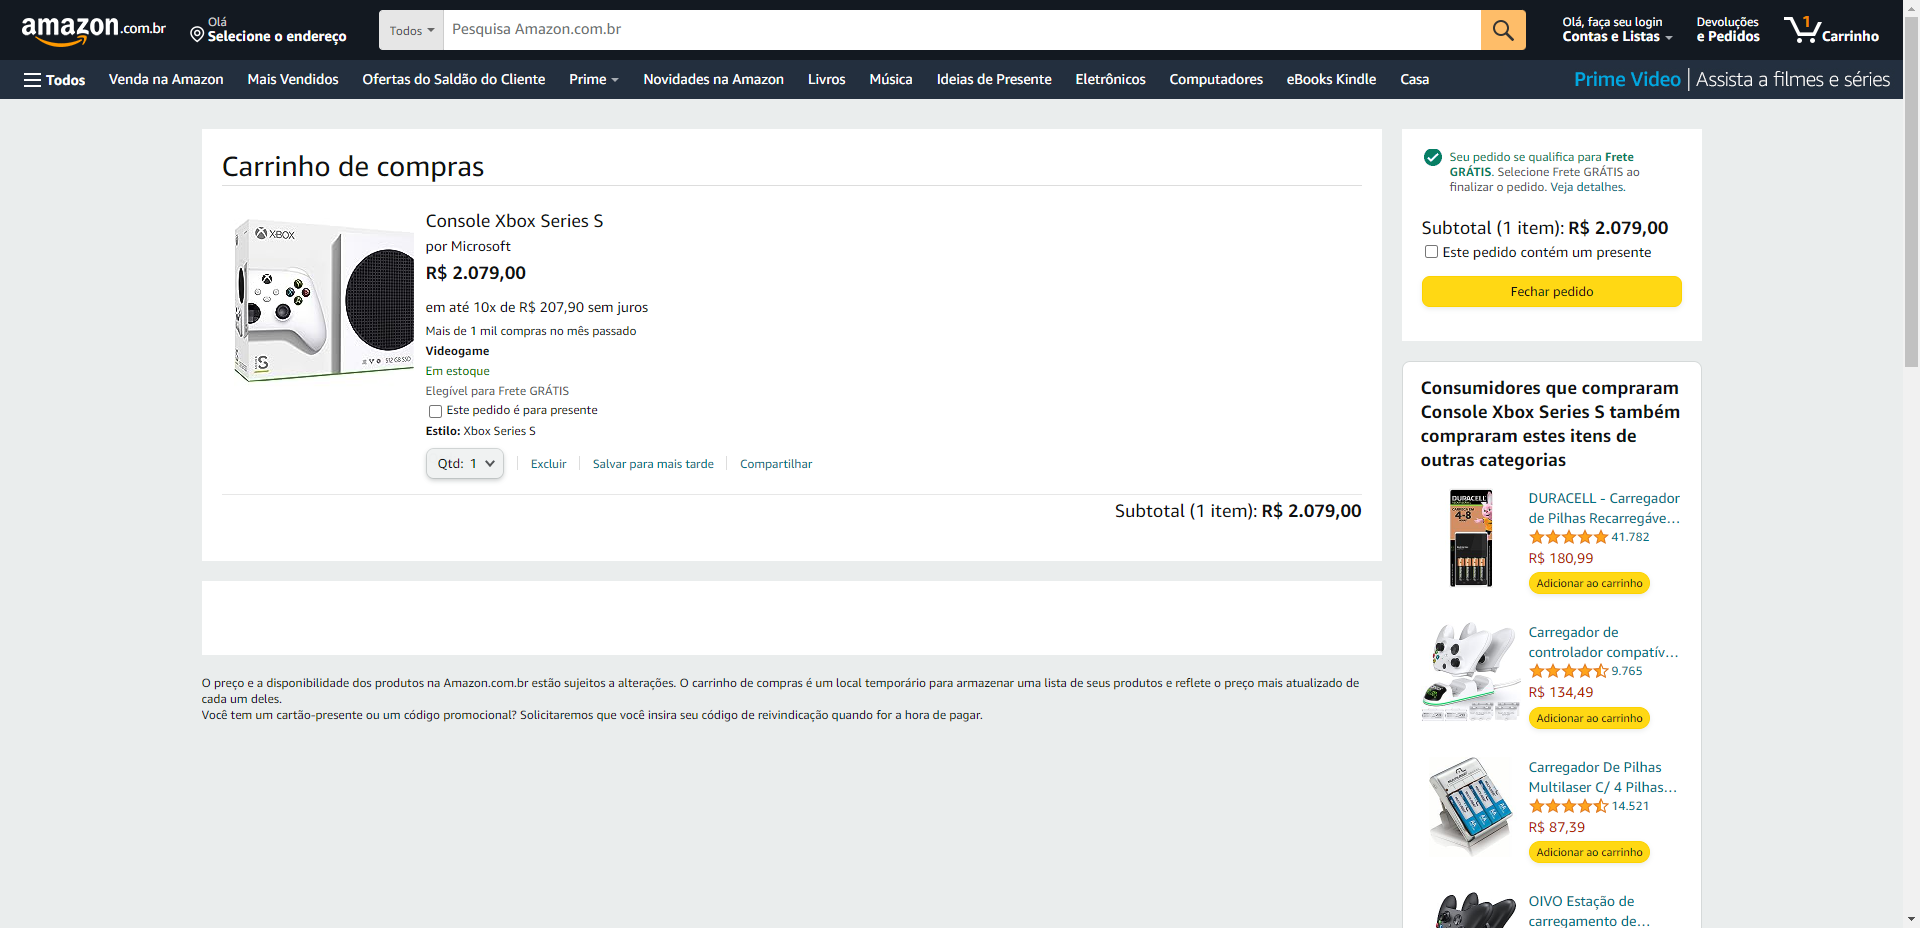 amazon.com.br
Olá
Selecione o endereço
Todos
Pesquisa Amazon.com.br
Olá, faça seu login
Contas e Listas
Devoluções
e Pedidos
1
Carrinho
Todos
Venda na Amazon
Mais Vendidos
Ofertas do Saldão do Cliente
Prime
Novidades na Amazon
Livros
Música
Ideias de Presente
Eletrônicos
Computadores
eBooks Kindle
Casa
Prime Video | Assista a filmes e séries
Carrinho de compras
XBOX
S
512 GB SSD
Console Xbox Series S
por Microsoft
R$ 2.079,00
em até 10x de R$ 207,90 sem juros
Mais de 1 mil compras no mês passado
Videogame
Em estoque
Elegível para Frete GRÁTIS
Este pedido é para presente
Estilo: Xbox Series S
Qtd: 1
Excluir
Salvar para mais tarde
Compartilhar
Subtotal (1 item): R$ 2.079,00
O preço e a disponibilidade dos produtos na Amazon.com.br estão sujeitos a alterações. O carrinho de compras é um local temporário para armazenar uma lista de seus produtos e reflete o preço mais atualizado de
cada um deles.
Você tem um cartão-presente ou um código promocional? Solicitaremos que você insira seu código de reivindicação quando for a hora de pagar.
Seu pedido se qualifica para Frete
GRÁTIS. Selecione Frete GRÁTIS ao
finalizar o pedido. Veja detalhes.
Subtotal (1 item): R$ 2.079,00
Este pedido contém um presente
Fechar pedido
Consumidores que compraram
Console Xbox Series S também
compraram estes itens de
outras categorias
DURACELL
4-8
DURACELL - Carregador
de Pilhas Recarregáve…
41.782
R$ 180,99
Adicionar ao carrinho
Carregador de
controlador compatív…
9.765
R$ 134,49
Adicionar ao carrinho
Carregador De Pilhas
Multilaser C/ 4 Pilhas…
14.521
R$ 87,39
Adicionar ao carrinho
OIVO Estação de
carregamento de…